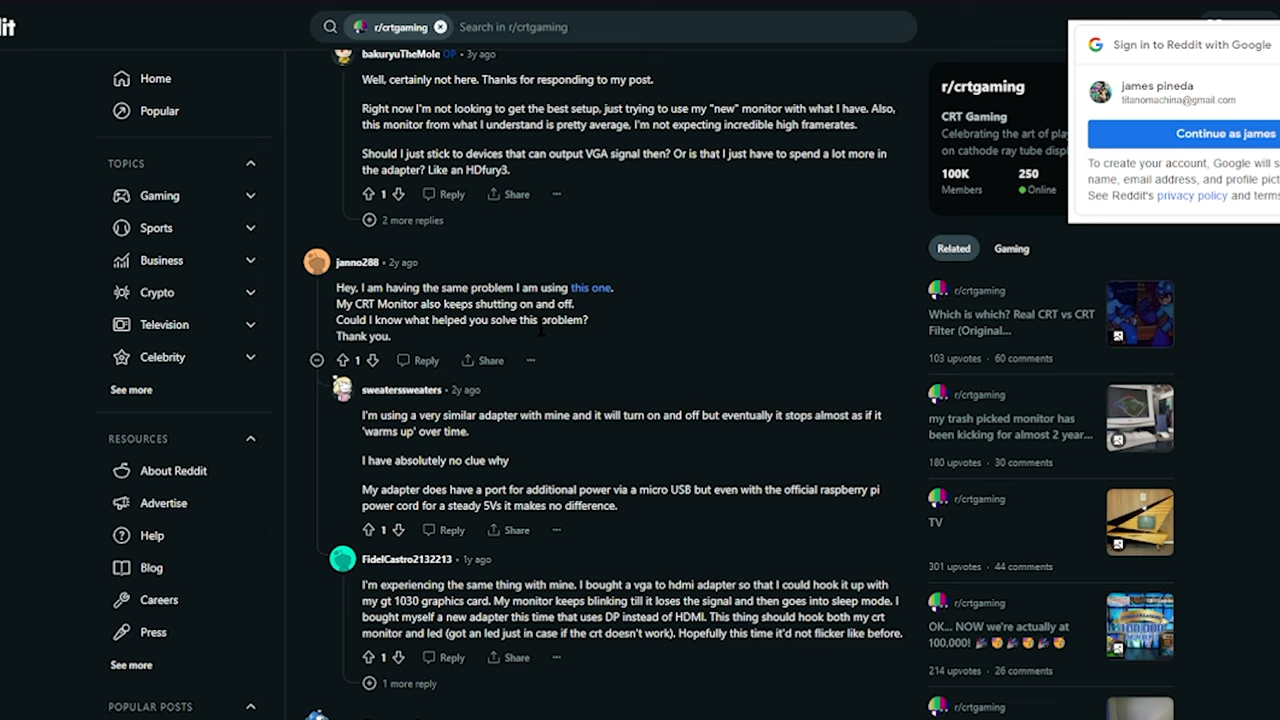 it
r/crtgaming
Search in r/crtgaming
Sign in to Reddit with Google
james pineda
titanomachina@gmail.com
Continue as james
To create your account, Google will s
name, email address, and profile pict
See Reddit's privacy policy and terms
Home
Popular
TOPICS
Gaming
Sports
Business
Crypto
Television
Celebrity
See more
RESOURCES
About Reddit
Advertise
Help
Blog
Careers
Press
See more
POPULAR POSTS
bakuryuTheMole OP • 3y ago
Well, certainly not here. Thanks for responding to my post.
Right now I'm not looking to get the best setup, just trying to use my "new" monitor with what I have. Also,
this monitor from what I understand is pretty average, I'm not expecting incredible high framerates.
Should I just stick to devices that can output VGA signal then? Or is that I just have to spend a lot more in
the adapter? Like an HDfury3.
1 Reply Share ...
2 more replies
janno288 • 2y ago
Hey, I am having the same problem I am using this one.
My CRT Monitor also keeps shutting on and off.
Could I know what helped you solve this problem?
Thank you.
1 Reply Share ...
sweaterssweaters • 2y ago
I'm using a very similar adapter with mine and it will turn on and off but eventually it stops almost as if it
'warms up' over time.
I have absolutely no clue why
My adapter does have a port for additional power via a micro USB but even with the official raspberry pi
power cord for a steady 5Vs it makes no difference.
1 Reply Share ...
FidelCastro2132213 • 1y ago
I'm experiencing the same thing with mine. I bought a vga to hdmi adapter so that I could hook it up with
my gt 1030 graphics card. My monitor keeps blinking till it loses the signal and then goes into sleep mode. I
bought myself a new adapter this time that uses DP instead of HDMI. This thing should hook both my crt
monitor and led (got an led just in case if the crt doesn't work). Hopefully this time it'd not flicker like before.
1 Reply Share ...
1 more reply
r/crtgaming
CRT Gaming
Celebrating the art of pla
on cathode ray tube displ
100K 250
Members Online
Related Gaming
r/crtgaming
Which is which? Real CRT vs CRT
Filter (Original...
103 upvotes • 60 comments
r/crtgaming
my trash picked monitor has
been kicking for almost 2 year...
180 upvotes • 30 comments
r/crtgaming
TV
301 upvotes • 44 comments
r/crtgaming
OK... NOW we're actually at
100,000! 🎉🥳🎉🥳🎉🥳
214 upvotes • 26 comments
r/crtgaming